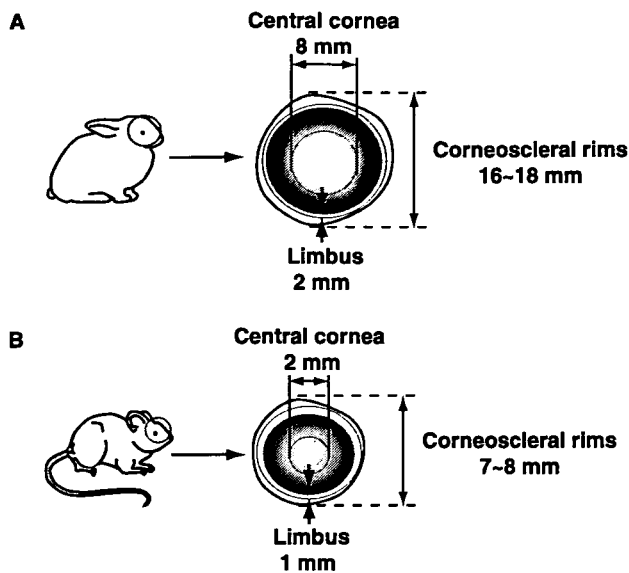 A
Central cornea
8 mm
Corneoscleral rims
16~18 mm
Limbus
2 mm
B
Central cornea
2 mm
Corneoscleral rims
7~8 mm
Limbus
1 mm